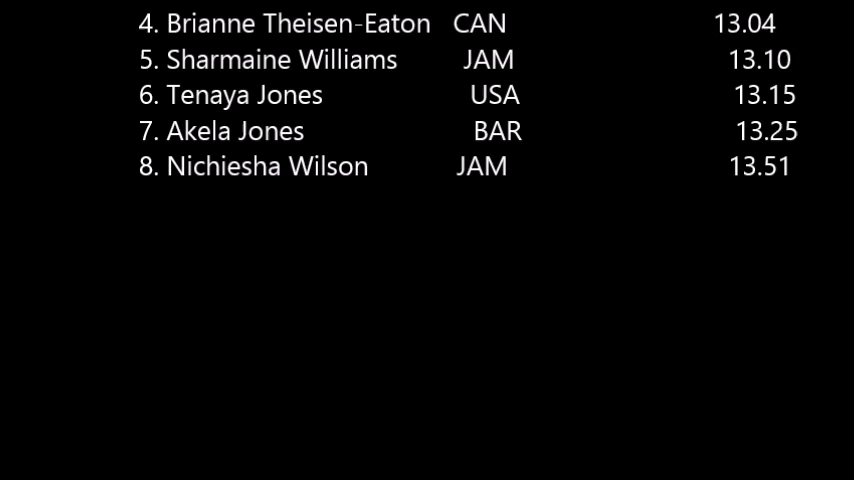 4. Brianne Theisen-Eaton CAN 13.04
5. Sharmaine Williams JAM 13.10
6. Tenaya Jones USA 13.15
7. Akela Jones BAR 13.25
8. Nichiesha Wilson JAM 13.51